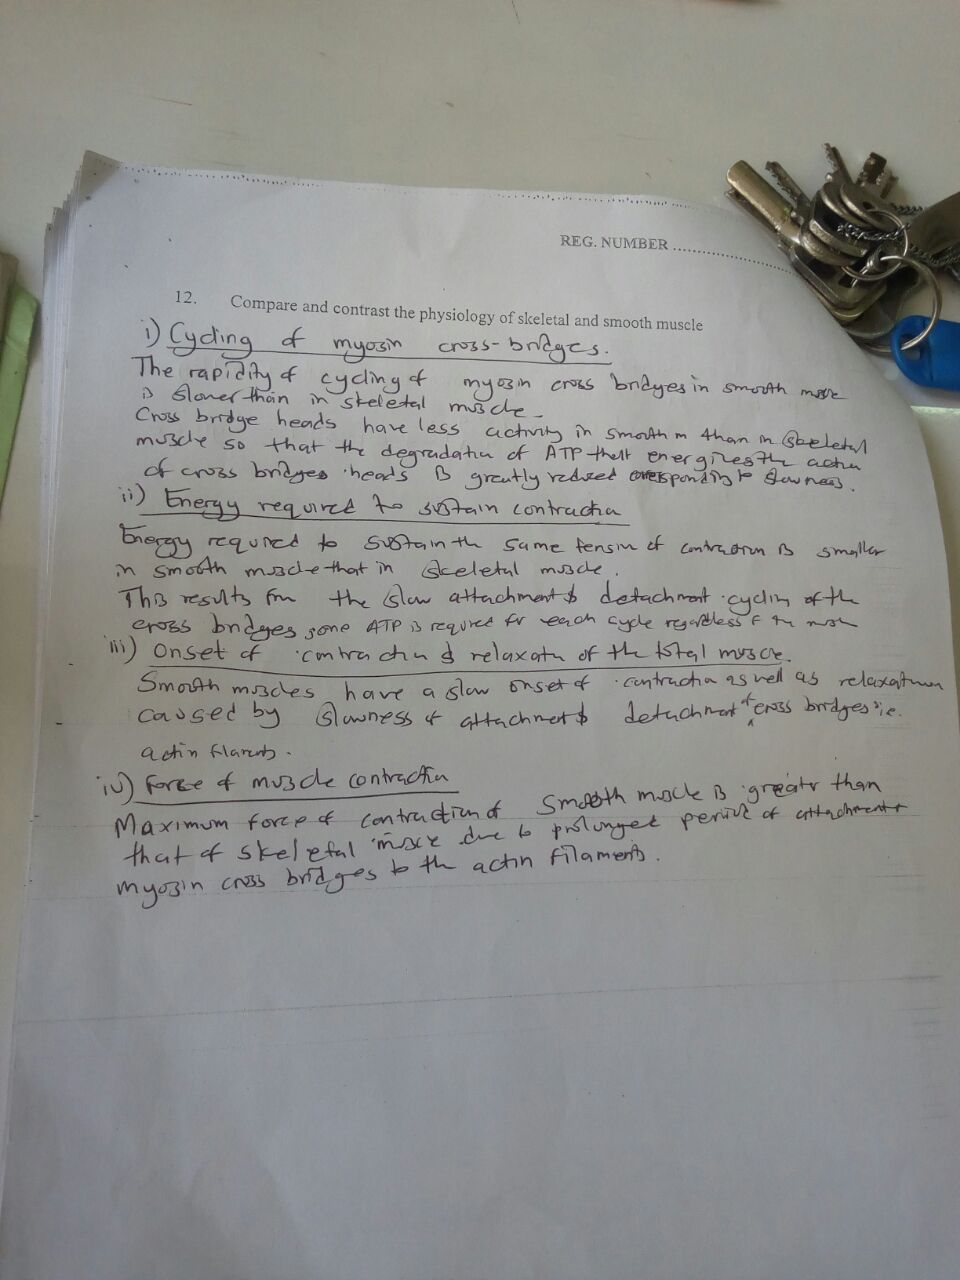 REG. NUMBER ..................
12. Compare and contrast the physiology of skeletal and smooth muscle
i) Cycling of myosin cross-bridges.
The rapidity of cycling of myosin cross bridges in smooth
is slower than in skeletal muscle.
Cross bridge heads have less activity in smooth m than in skeletal
muscle so that the degradation of ATP that energizes the action
of cross bridges heads is greatly reduced slowness.
ii) Energy required to sustain contraction
Energy required to sustain the same tension of contraction is smaller
in smooth muscle that in skeletal muscle.
This results from the slow attachment & detachment cycling of the
cross bridges ATP is required for each cycle regardless
iii) Onset of contraction & relaxation of the total muscle.
Smooth muscles have a slow onset of contraction as well as relaxation
caused by slowness of attachment & detachment of cross bridges i.e.
actin filaments.
iv) Force of muscle contraction
Maximum force of contraction of smooth muscle is greater than
that of skeletal muscle due to prolonged period of attachment
myosin cross bridges to the actin filaments.